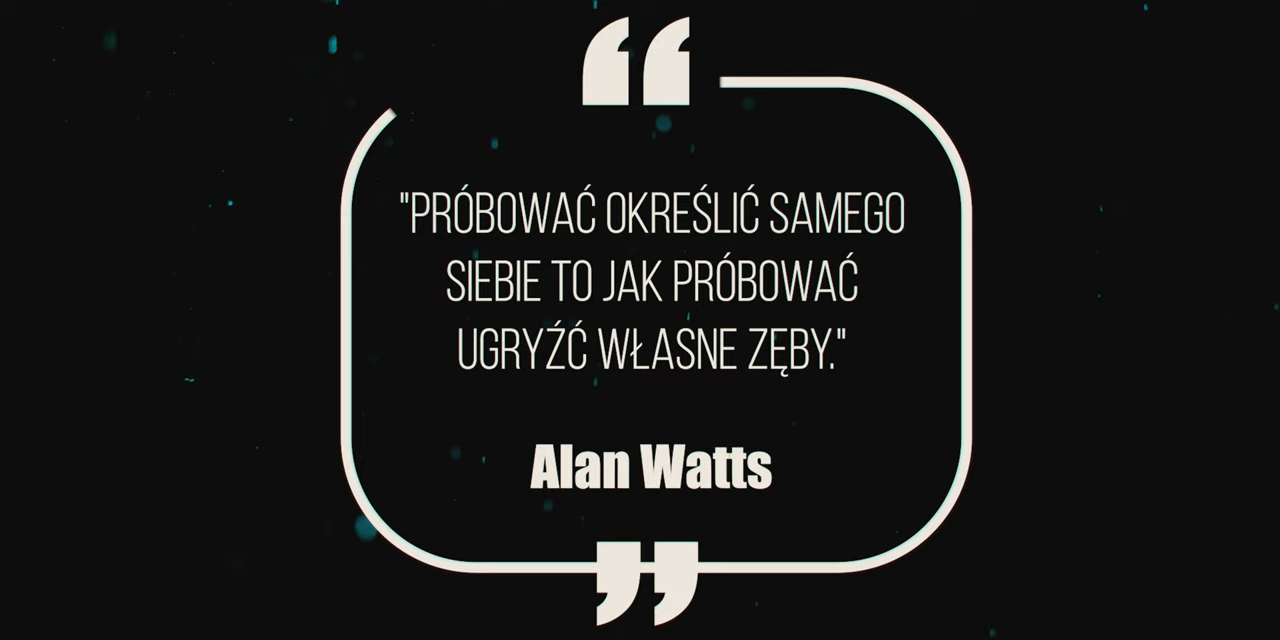 "PRÓBOWAĆ OKREŚLIĆ SAMEGO
SIEBIE TO JAK PRÓBOWAĆ
UGRYŹĆ WŁASNE ZĘBY."
Alan Watts